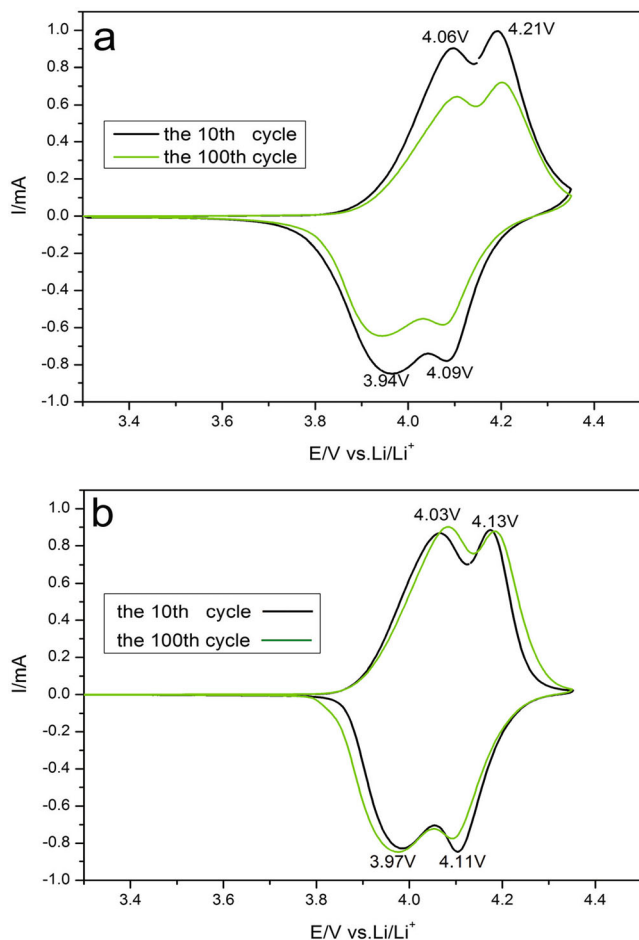 a
4.06V
4.21V
the 10th cycle
the 100th cycle
3.94V
4.09V
1.0
0.8
0.6
0.4
0.2
0.0
-0.2
-0.4
-0.6
-0.8
-1.0
I/mA
3.4
3.6
3.8
4.0
4.2
4.4
E/V vs.Li/Li⁺
b
4.03V
4.13V
the 10th cycle
the 100th cycle
3.97V
4.11V
1.0
0.8
0.6
0.4
0.2
0.0
-0.2
-0.4
-0.6
-0.8
-1.0
I/mA
3.4
3.6
3.8
4.0
4.2
4.4
E/V vs.Li/Li⁺